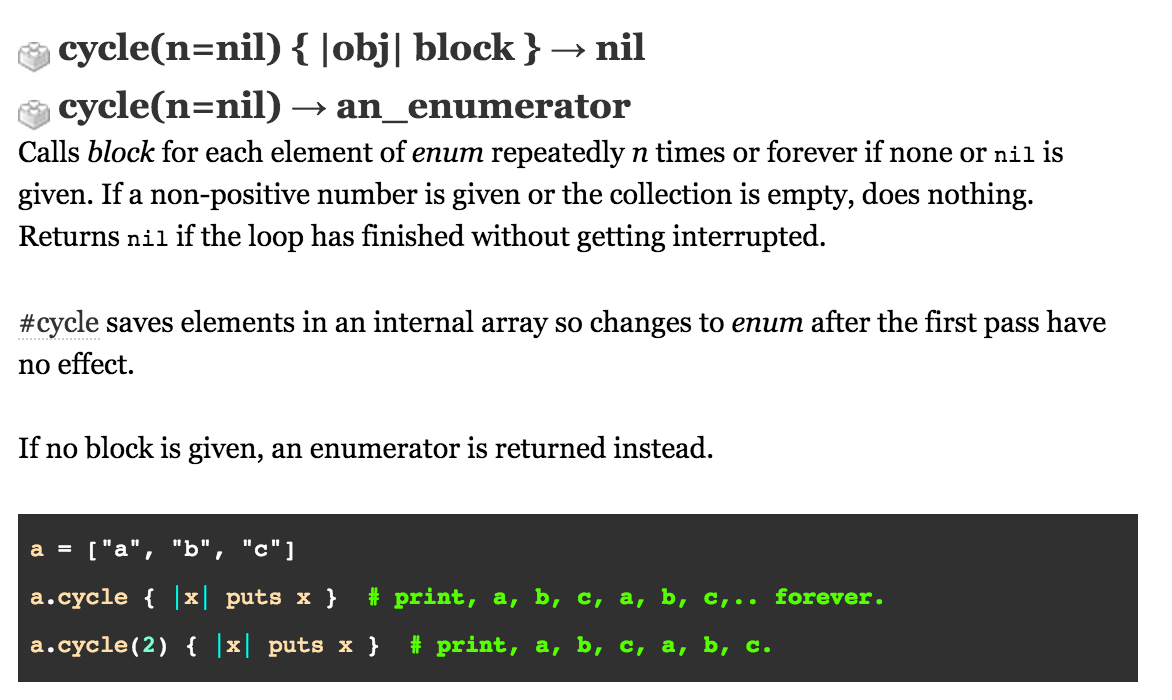 cycle(n=nil) { |obj| block } → nil
cycle(n=nil) → an_enumerator
Calls block for each element of enum repeatedly n times or forever if none or nil is
given. If a non-positive number is given or the collection is empty, does nothing.
Returns nil if the loop has finished without getting interrupted.
#cycle saves elements in an internal array so changes to enum after the first pass have
no effect.
If no block is given, an enumerator is returned instead.
a = ["a", "b", "c"]
a.cycle { |x| puts x }  # print, a, b, c, a, b, c,.. forever.
a.cycle(2) { |x| puts x }  # print, a, b, c, a, b, c.